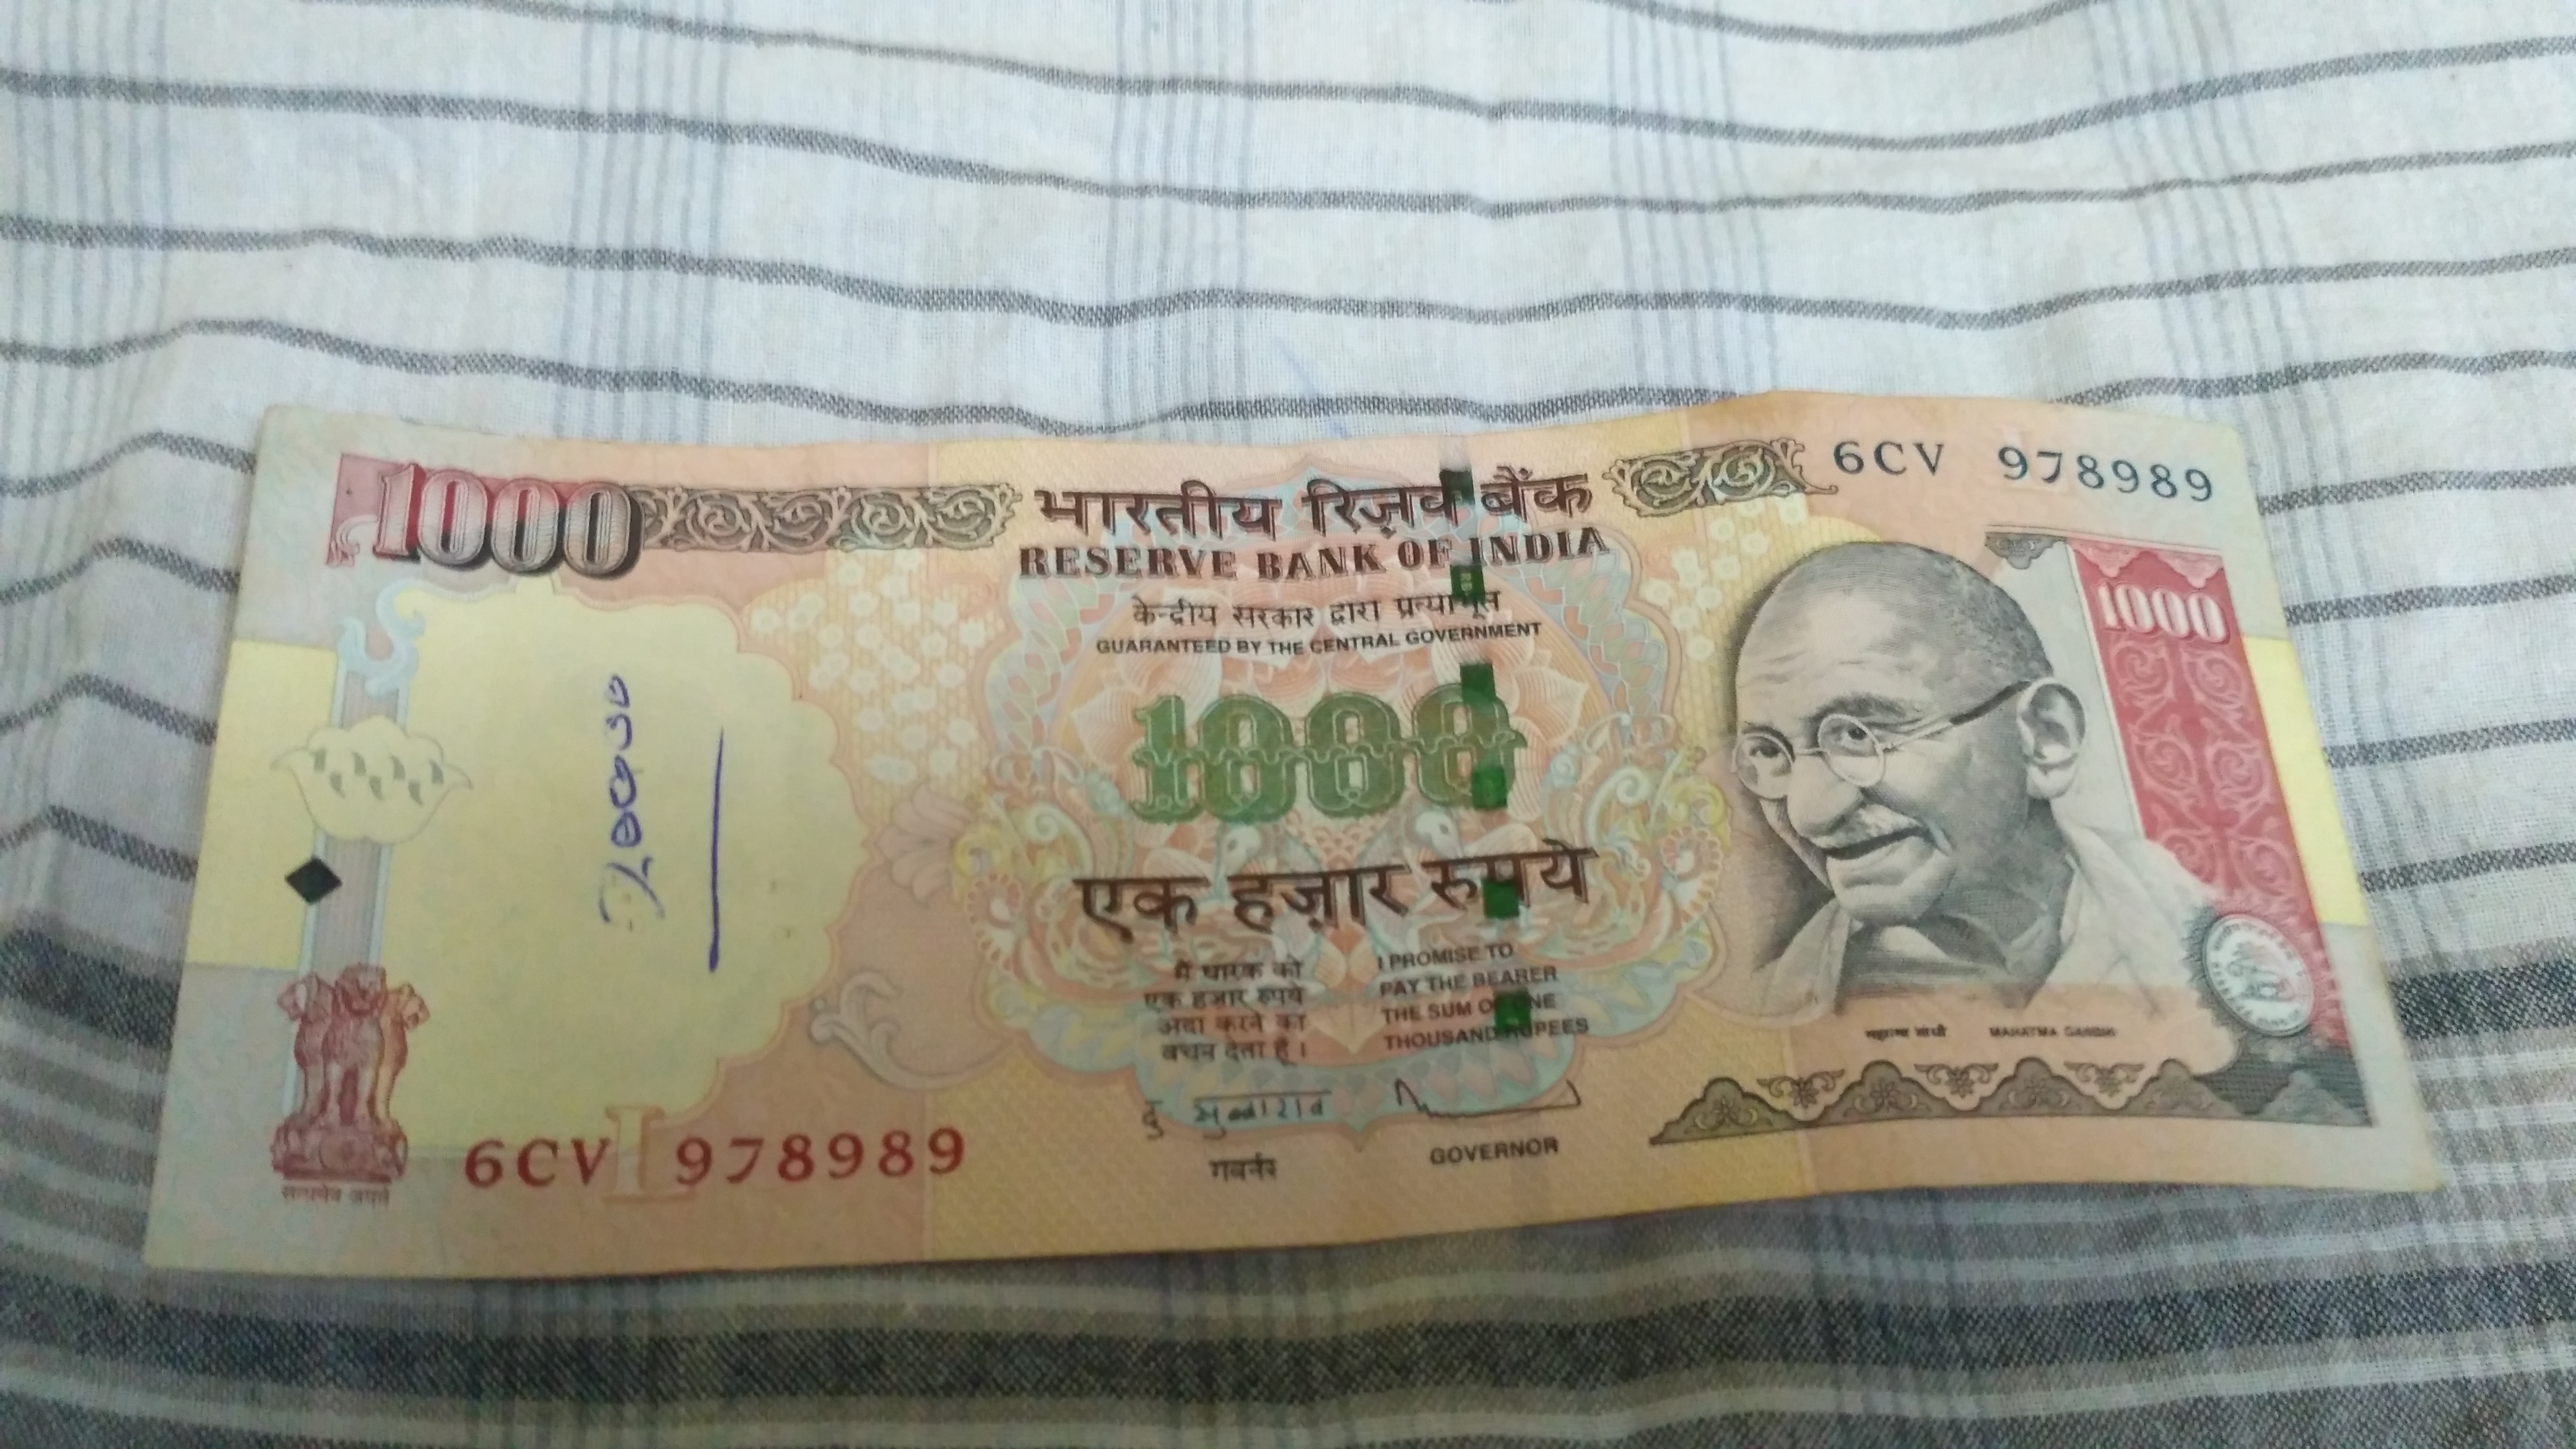 1000
भारतीय रिज़र्व बैंक
RESERVE BANK OF INDIA
केन्द्रीय सरकार द्वारा प्रत्याभूत
GUARANTEED BY THE CENTRAL GOVERNMENT
6CV 978989
1000
1000
एक हज़ार रुपये
मैं धारक को
एक हज़ार रुपये
अदा करने का
वचन देता हूँ।
I PROMISE TO
PAY THE BEARER
THE SUM OF ONE
THOUSAND RUPEES
गवर्नर
GOVERNOR
महात्मा गांधी MAHATMA GANDHI
सत्यमेव जयते
6CV 978989
L